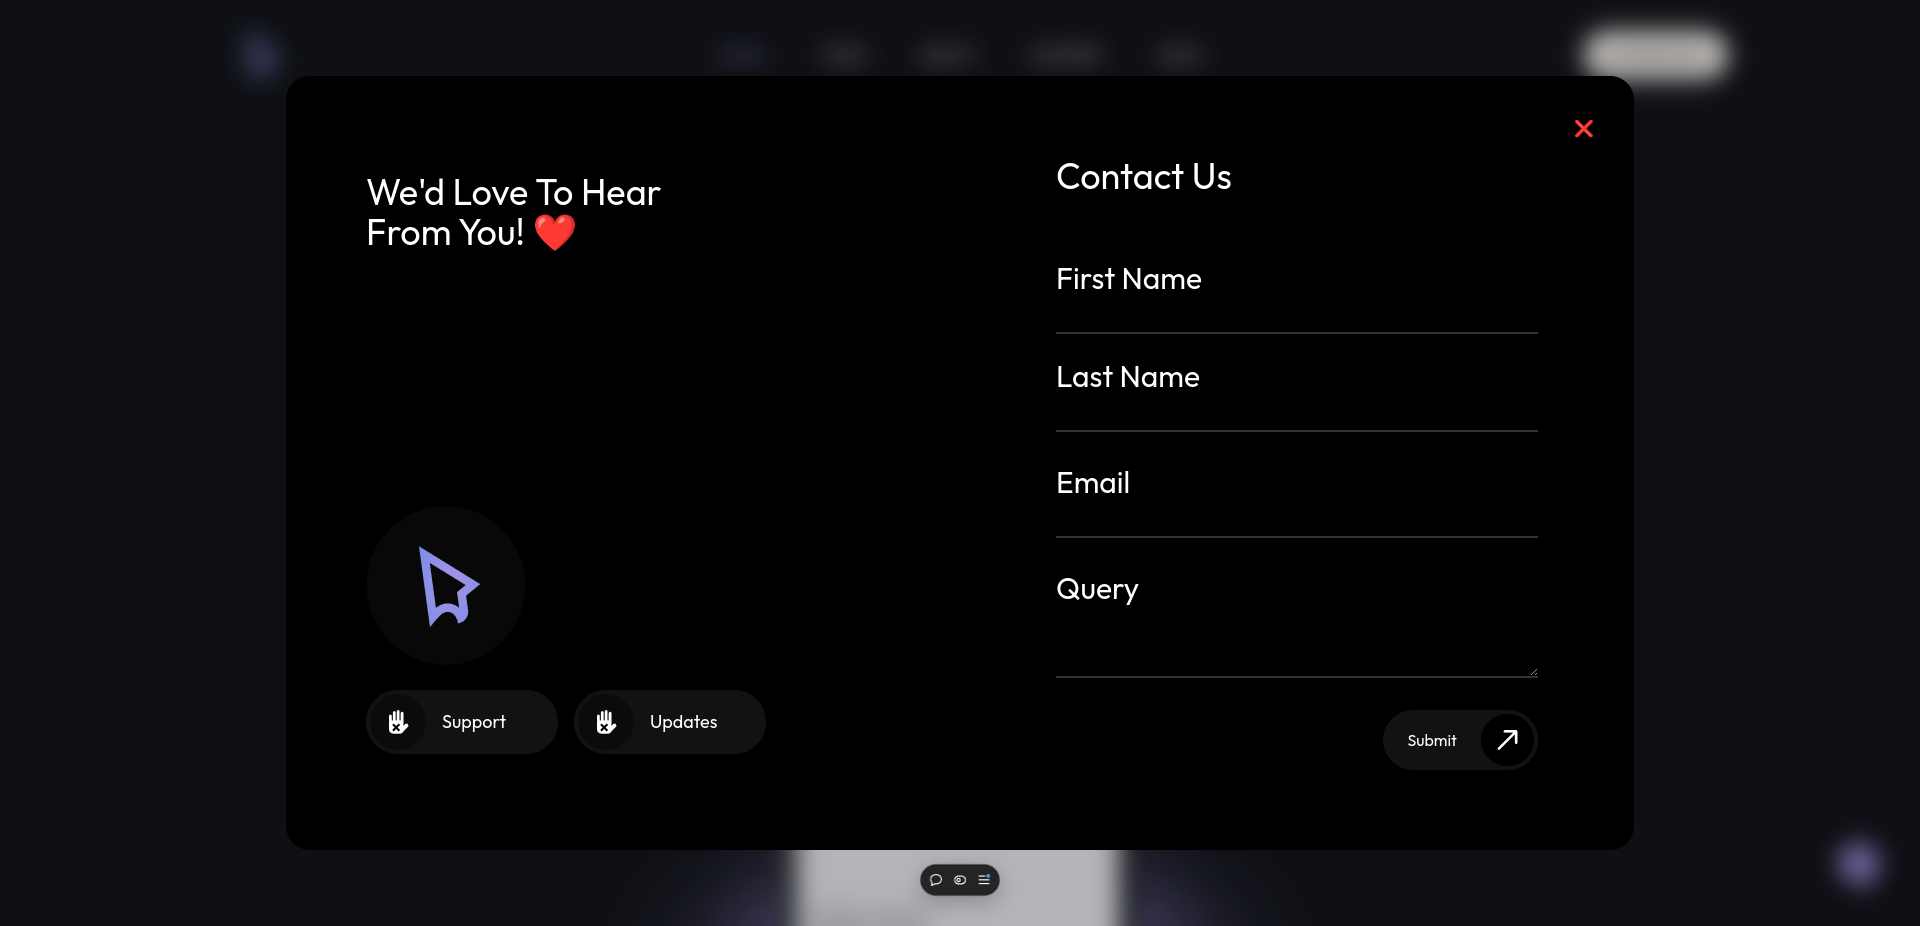 We'd Love To Hear
From You! ❤️
Support
Updates
Contact Us
First Name
Last Name
Email
Query
Submit